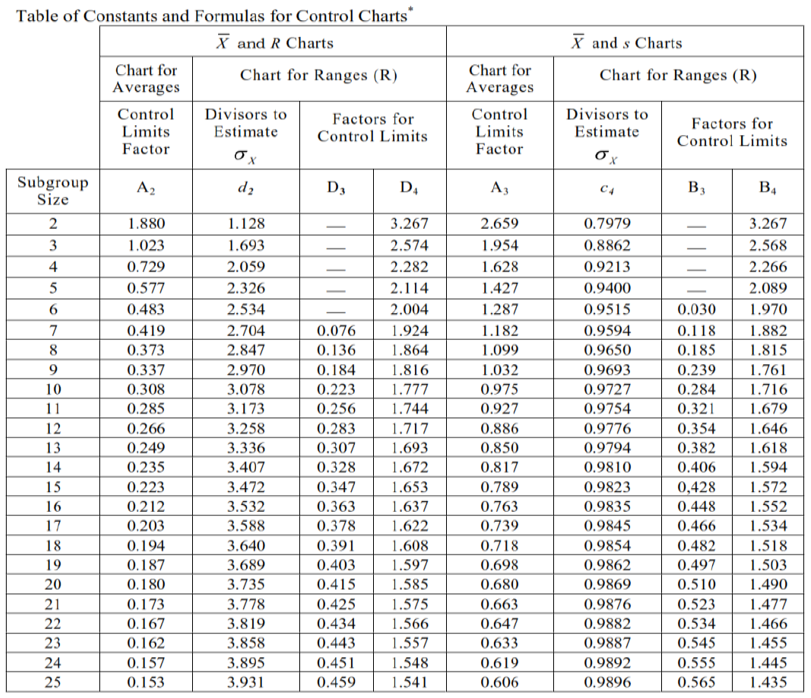 Table of Constants and Formulas for Control Charts*
X̅ and R Charts X̅ and s Charts
Chart for Averages Chart for Ranges (R) Chart for Averages Chart for Ranges (R)
Control Limits Factor Divisors to Estimate σx Factors for Control Limits Control Limits Factor Divisors to Estimate σx Factors for Control Limits
Subgroup Size A2 d2 D3 D4 A3 c4 B3 B4
2 1.880 1.128 — 3.267 2.659 0.7979 — 3.267
3 1.023 1.693 — 2.574 1.954 0.8862 — 2.568
4 0.729 2.059 — 2.282 1.628 0.9213 — 2.266
5 0.577 2.326 — 2.114 1.427 0.9400 — 2.089
6 0.483 2.534 — 2.004 1.287 0.9515 0.030 1.970
7 0.419 2.704 0.076 1.924 1.182 0.9594 0.118 1.882
8 0.373 2.847 0.136 1.864 1.099 0.9650 0.185 1.815
9 0.337 2.970 0.184 1.816 1.032 0.9693 0.239 1.761
10 0.308 3.078 0.223 1.777 0.975 0.9727 0.284 1.716
11 0.285 3.173 0.256 1.744 0.927 0.9754 0.321 1.679
12 0.266 3.258 0.283 1.717 0.886 0.9776 0.354 1.646
13 0.249 3.336 0.307 1.693 0.850 0.9794 0.382 1.618
14 0.235 3.407 0.328 1.672 0.817 0.9810 0.406 1.594
15 0.223 3.472 0.347 1.653 0.789 0.9823 0,428 1.572
16 0.212 3.532 0.363 1.637 0.763 0.9835 0.448 1.552
17 0.203 3.588 0.378 1.622 0.739 0.9845 0.466 1.534
18 0.194 3.640 0.391 1.608 0.718 0.9854 0.482 1.518
19 0.187 3.689 0.403 1.597 0.698 0.9862 0.497 1.503
20 0.180 3.735 0.415 1.585 0.680 0.9869 0.510 1.490
21 0.173 3.778 0.425 1.575 0.663 0.9876 0.523 1.477
22 0.167 3.819 0.434 1.566 0.647 0.9882 0.534 1.466
23 0.162 3.858 0.443 1.557 0.633 0.9887 0.545 1.455
24 0.157 3.895 0.451 1.548 0.619 0.9892 0.555 1.445
25 0.153 3.931 0.459 1.541 0.606 0.9896 0.565 1.435